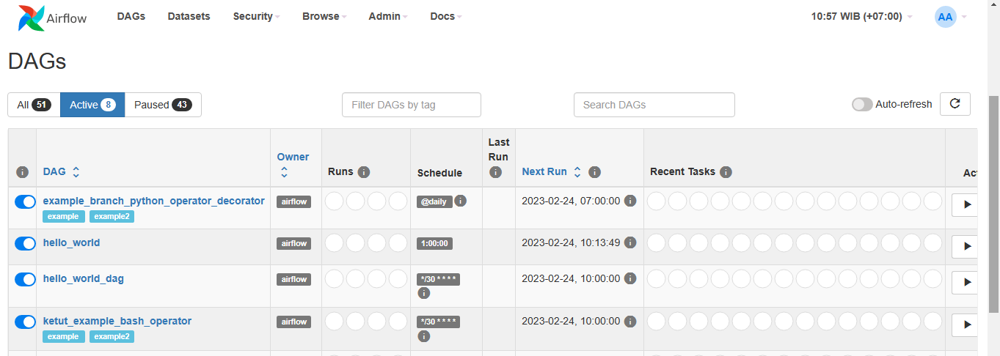 Airflow DAGs Datasets Security Browse Admin Docs 10:57 WIB (+07:00) AA
DAGs
All 51 Active 8 Paused 43 Filter DAGs by tag Search DAGs Auto-refresh
DAG Owner Runs Schedule Last Run Next Run Recent Tasks Act
example_branch_python_operator_decorator airflow @daily 2023-02-24, 07:00:00
example example2
hello_world airflow 1:00:00 2023-02-24, 10:13:49
hello_world_dag airflow */30 * * * * 2023-02-24, 10:00:00
ketut_example_bash_operator airflow */30 * * * * 2023-02-24, 10:00:00
example example2